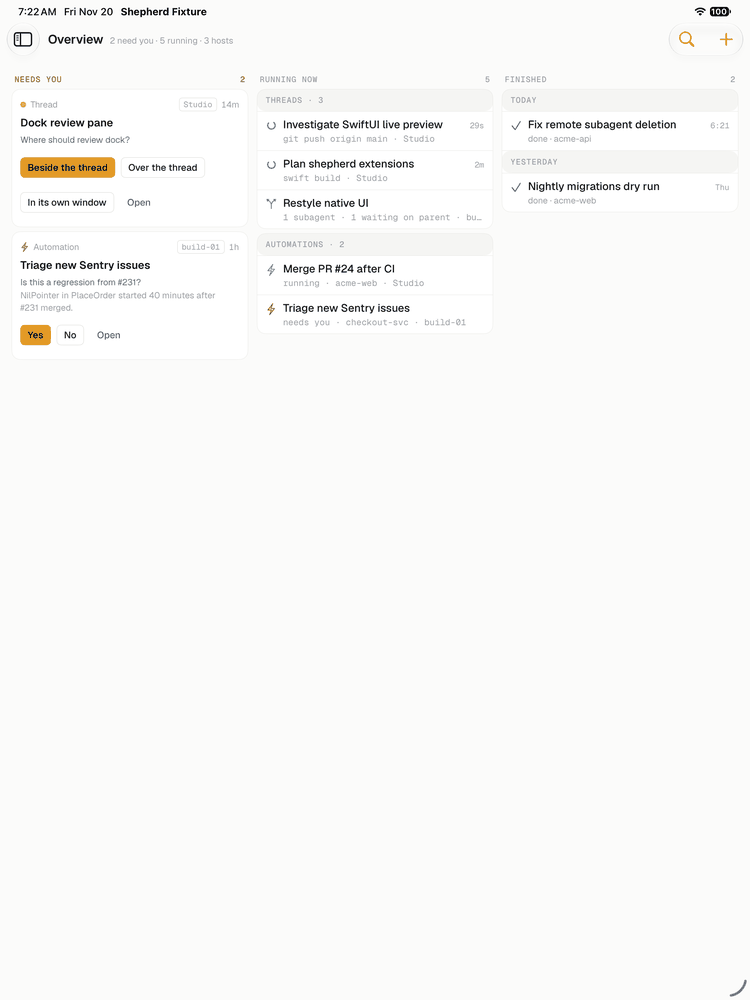 7:22 AM Fri Nov 20 Shepherd Fixture
100
Overview 2 need you · 5 running · 3 hosts
NEEDS YOU 2
Thread Studio 14m
Dock review pane
Where should review dock?
Beside the thread Over the thread
In its own window Open
Automation build-01 1h
Triage new Sentry issues
Is this a regression from #231?
NilPointer in PlaceOrder started 40 minutes after
#231 merged.
Yes No Open
RUNNING NOW 5
THREADS · 3
Investigate SwiftUI live preview 29s
git push origin main · Studio
Plan shepherd extensions 2m
swift build · Studio
Restyle native UI
1 subagent · 1 waiting on parent · bu…
AUTOMATIONS · 2
Merge PR #24 after CI
running · acme-web · Studio
Triage new Sentry issues
needs you · checkout-svc · build-01
FINISHED 2
TODAY
Fix remote subagent deletion 6:21
done · acme-api
YESTERDAY
Nightly migrations dry run Thu
done · acme-web